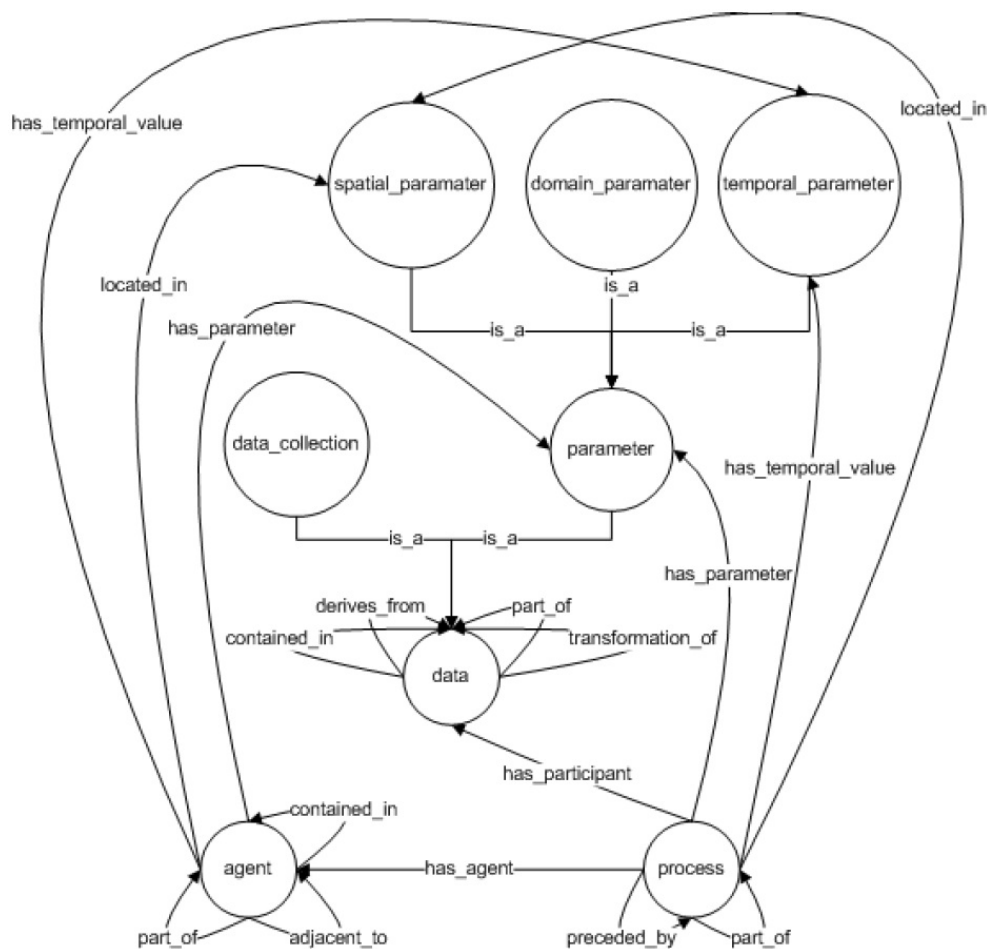 has_temporal_value
located_in
spatial_paramater
domain_paramater
temporal_parameter
located_in
is_a
has_parameter
is_a
is_a
data_collection
parameter
has_temporal_value
is_a
is_a
has_parameter
derives_from
part_of
contained_in
transformation_of
data
has_participant
contained_in
agent
has_agent
process
part_of
adjacent_to
preceded_by
part_of